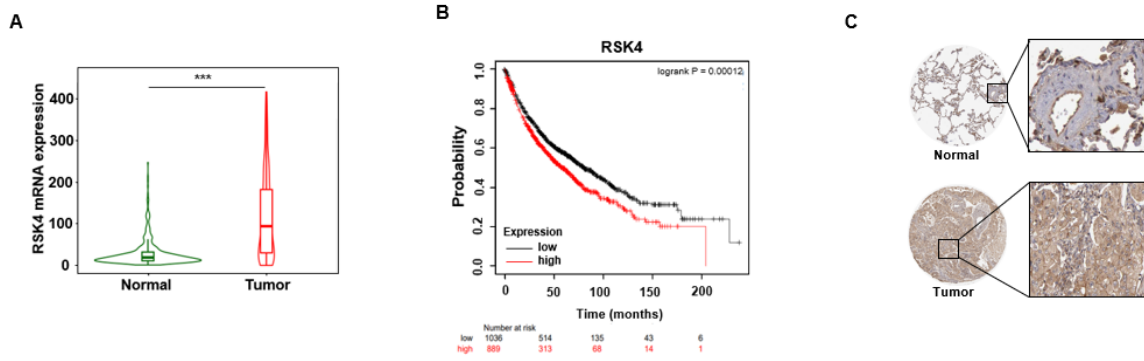 A
RSK4 mRNA expression
400
300
200
100
0
***
Normal
Tumor
B
RSK4
logrank P = 0.00012
Probability
1.0
0.8
0.6
0.4
0.2
0.0
Expression
low
high
0 50 100 150 200
Time (months)
Number at risk
low 1036 514 135 43 6
high 889 313 68 14 1
C
Normal
Tumor